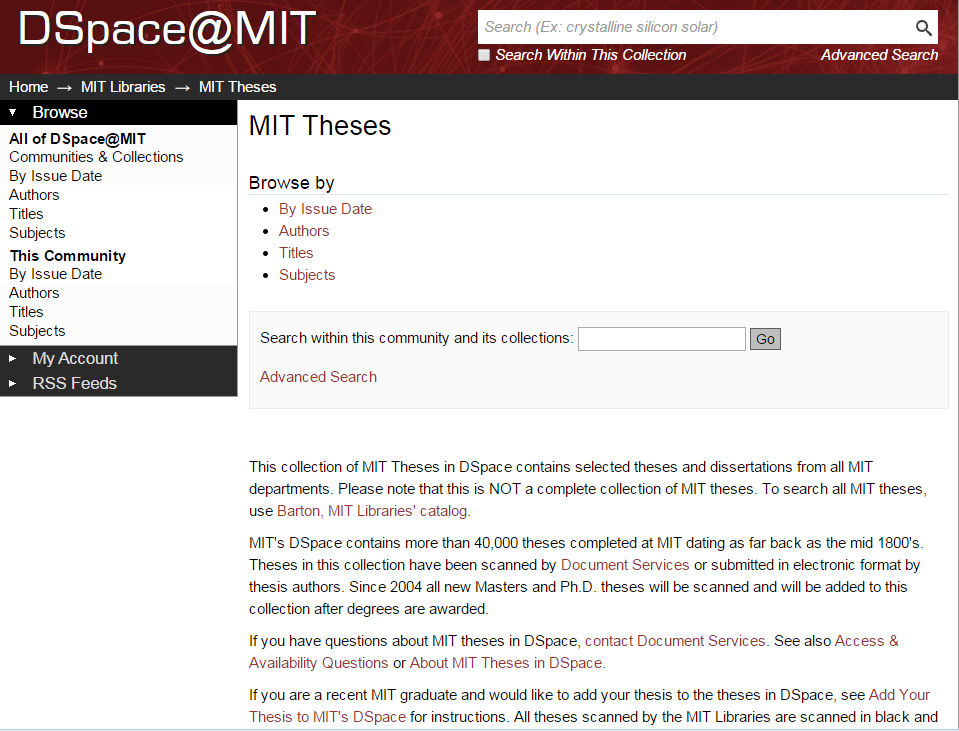 DSpace@MIT
Search (Ex: crystalline silicon solar)
Search Within This Collection
Advanced Search
Home → MIT Libraries → MIT Theses
Browse
All of DSpace@MIT
Communities & Collections
By Issue Date
Authors
Titles
Subjects
This Community
By Issue Date
Authors
Titles
Subjects
My Account
RSS Feeds
MIT Theses
Browse by
By Issue Date
Authors
Titles
Subjects
Search within this community and its collections: Go
Advanced Search
This collection of MIT Theses in DSpace contains selected theses and dissertations from all MIT
departments. Please note that this is NOT a complete collection of MIT theses. To search all MIT theses,
use Barton, MIT Libraries' catalog.
MIT's DSpace contains more than 40,000 theses completed at MIT dating as far back as the mid 1800's.
Theses in this collection have been scanned by Document Services or submitted in electronic format by
thesis authors. Since 2004 all new Masters and Ph.D. theses will be scanned and will be added to this
collection after degrees are awarded.
If you have questions about MIT theses in DSpace, contact Document Services. See also Access &
Availability Questions or About MIT Theses in DSpace.
If you are a recent MIT graduate and would like to add your thesis to the theses in DSpace, see Add Your
Thesis to MIT's DSpace for instructions. All theses scanned by the MIT Libraries are scanned in black and